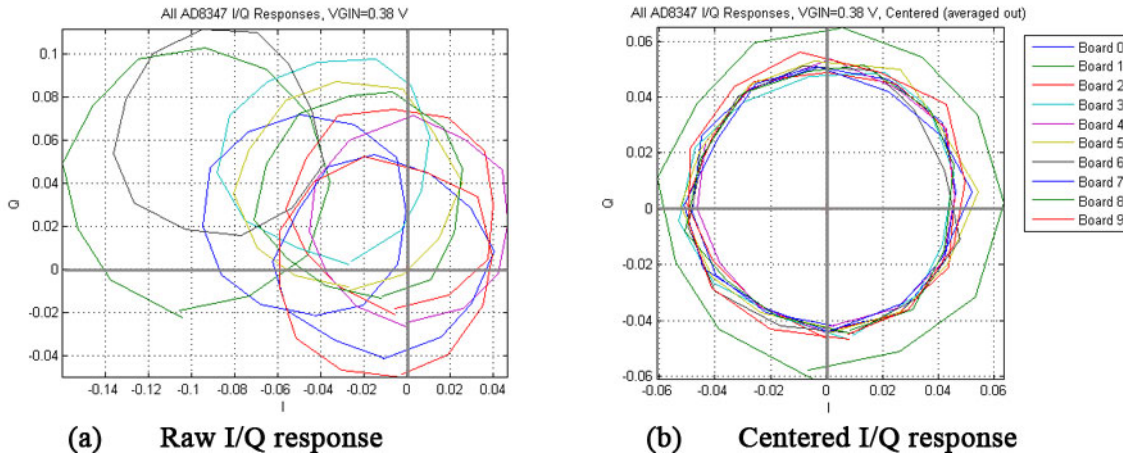 All AD8347 I/Q Responses, VGIN=0.38 V
0.1
0.08
0.06
0.04
0.02
0
-0.02
-0.04
Q
-0.14
-0.12
-0.1
-0.08
-0.06
-0.04
-0.02
0
0.02
0.04
I
(a) Raw I/Q response
All AD8347 I/Q Responses, VGIN=0.38 V, Centered (averaged out)
0.06
0.04
0.02
0
-0.02
-0.04
-0.06
Q
-0.06
-0.04
-0.02
0
0.02
0.04
0.06
I
(b) Centered I/Q response
Board 0
Board 1
Board 2
Board 3
Board 4
Board 5
Board 6
Board 7
Board 8
Board 9